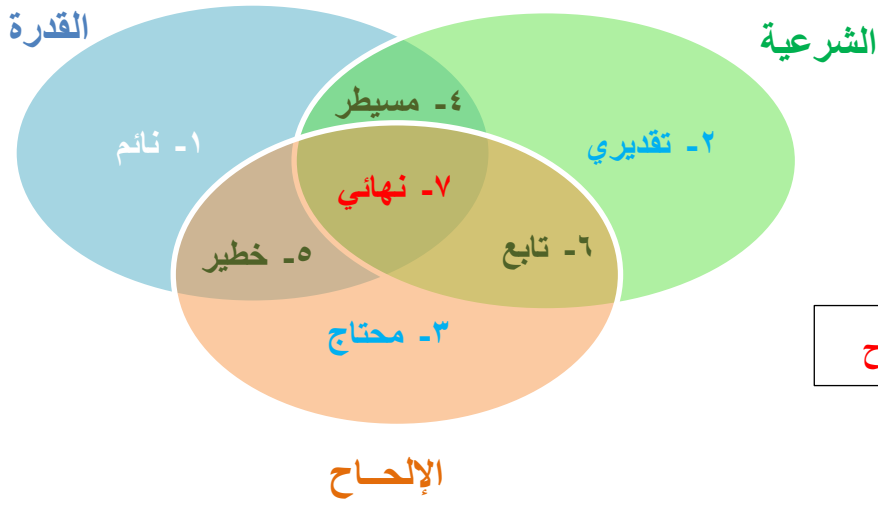 القدرة
الشرعية
٤- مسيطر
١- نائم
٢- تقديري
٧- نهائي
٥- خطير
٦- تابع
٣- محتاج
الإلحــاح